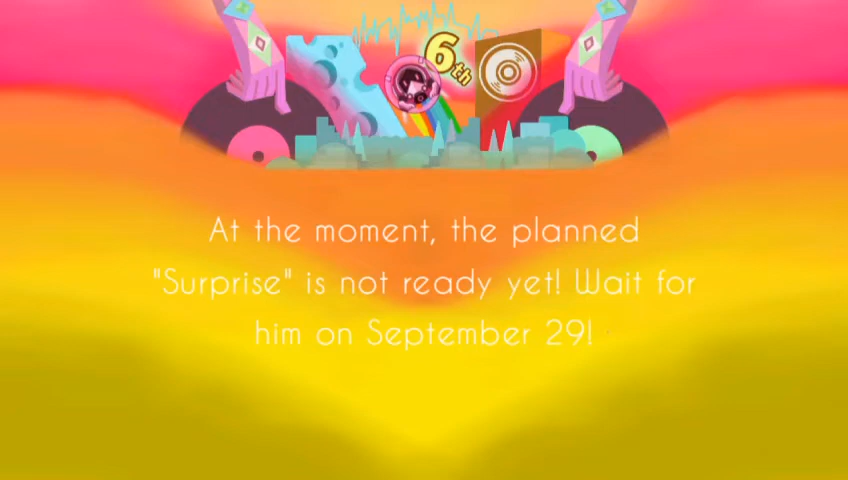 6th
At the moment, the planned
"Surprise" is not ready yet! Wait for
him on September 29!